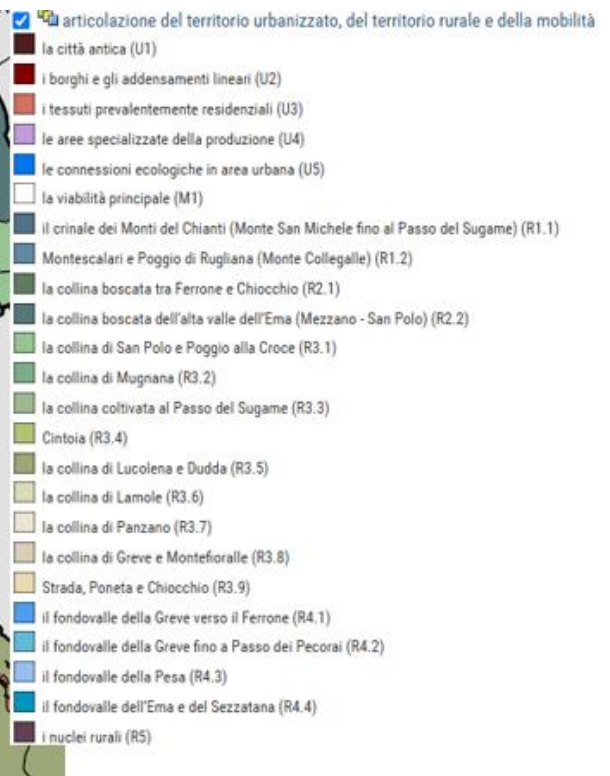 articolazione del territorio urbanizzato, del territorio rurale e della mobilità
la città antica (U1)
i borghi e gli addensamenti lineari (U2)
i tessuti prevalentemente residenziali (U3)
le aree specializzate della produzione (U4)
le connessioni ecologiche in area urbana (U5)
la viabilità principale (M1)
il crinale dei Monti del Chianti (Monte San Michele fino al Passo del Sugame) (R1.1)
Montescalari e Poggio di Rugliana (Monte Collegalle) (R1.2)
la collina boscata tra Ferrone e Chiocchio (R2.1)
la collina boscata dell'alta valle dell'Ema (Mezzano - San Polo) (R2.2)
la collina di San Polo e Poggio alla Croce (R3.1)
la collina di Mugnana (R3.2)
la collina coltivata al Passo del Sugame (R3.3)
Cintoia (R3.4)
la collina di Lucolena e Dudda (R3.5)
la collina di Lamole (R3.6)
la collina di Panzano (R3.7)
la collina di Greve e Montefioralle (R3.8)
Strada, Poneta e Chiocchio (R3.9)
il fondovalle della Greve verso il Ferrone (R4.1)
il fondovalle della Greve fino a Passo dei Pecorai (R4.2)
il fondovalle della Pesa (R4.3)
il fondovalle dell'Ema e del Sezzatana (R4.4)
i nuclei rurali (R5)